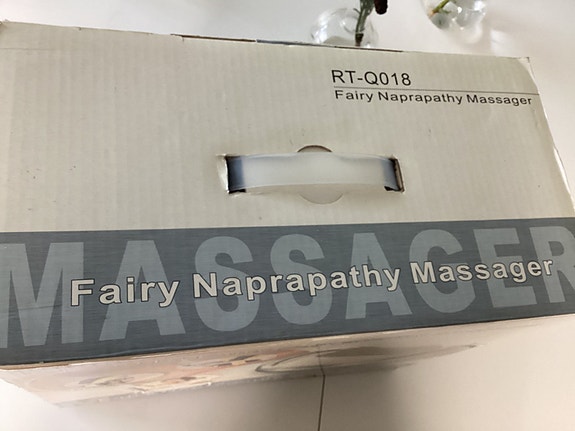 RT-Q018
Fairy Naprapathy Massager
MASSAGER
Fairy Naprapathy Massager